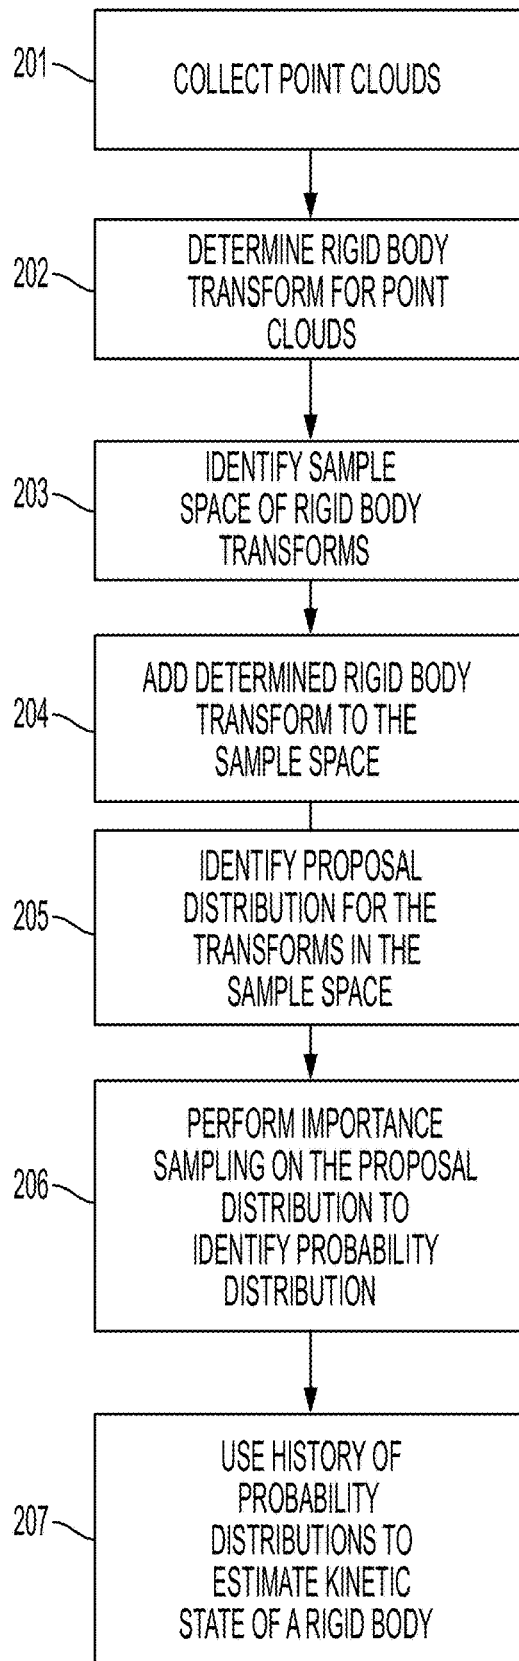 201
COLLECT POINT CLOUDS
202
DETERMINE RIGID BODY
TRANSFORM FOR POINT
CLOUDS
203
IDENTIFY SAMPLE
SPACE OF RIGID BODY
TRANSFORMS
204
ADD DETERMINED RIGID BODY
TRANSFORM TO THE
SAMPLE SPACE
205
IDENTIFY PROPOSAL
DISTRIBUTION FOR THE
TRANSFORMS IN THE
SAMPLE SPACE
206
PERFORM IMPORTANCE
SAMPLING ON THE PROPOSAL
DISTRIBUTION TO
IDENTIFY PROBABILITY
DISTRIBUTION
207
USE HISTORY OF
PROBABILITY
DISTRIBUTIONS TO
ESTIMATE KINETIC
STATE OF A RIGID BODY